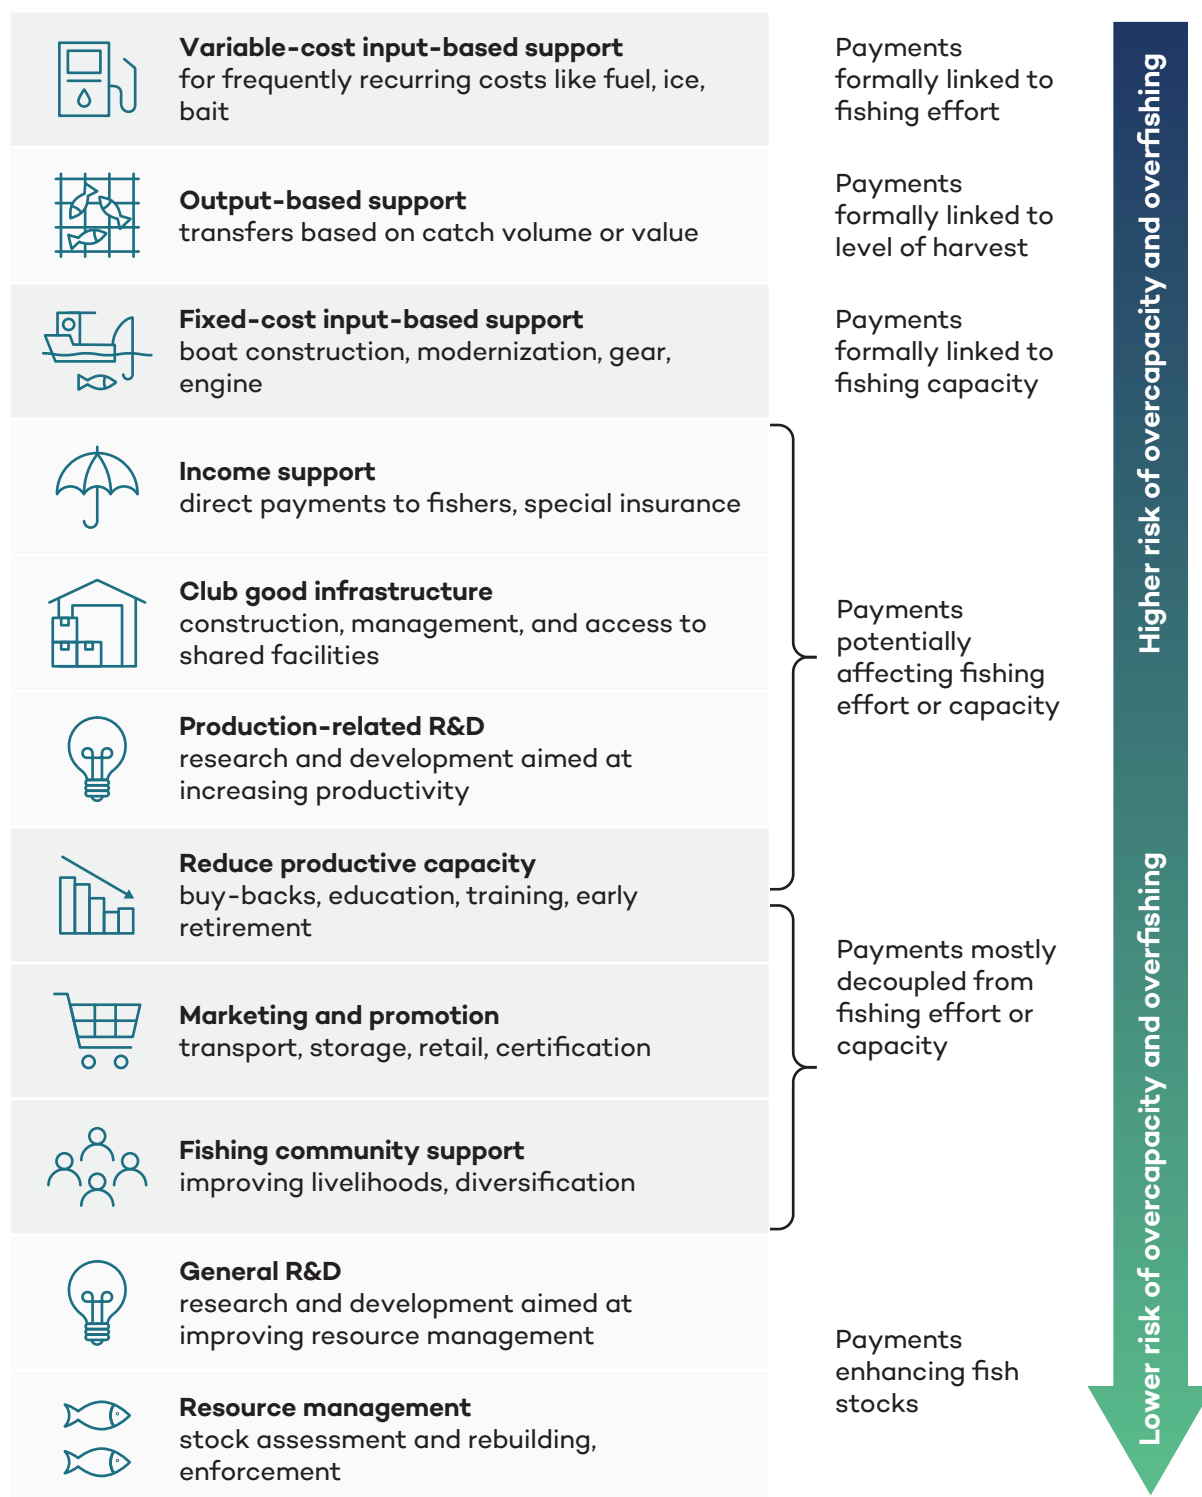 Variable-cost input-based support
for frequently recurring costs like fuel, ice,
bait
Payments
formally linked to
fishing effort
Output-based support
transfers based on catch volume or value
Payments
formally linked to
level of harvest
Fixed-cost input-based support
boat construction, modernization, gear,
engine
Payments
formally linked to
fishing capacity
Income support
direct payments to fishers, special insurance
Club good infrastructure
construction, management, and access to
shared facilities
Production-related R&D
research and development aimed at
increasing productivity
Payments
potentially
affecting fishing
effort or capacity
Reduce productive capacity
buy-backs, education, training, early
retirement
Marketing and promotion
transport, storage, retail, certification
Fishing community support
improving livelihoods, diversification
Payments mostly
decoupled from
fishing effort or
capacity
General R&D
research and development aimed at
improving resource management
Resource management
stock assessment and rebuilding,
enforcement
Payments
enhancing fish
stocks
Higher risk of overcapacity and overfishing
Lower risk of overcapacity and overfishing